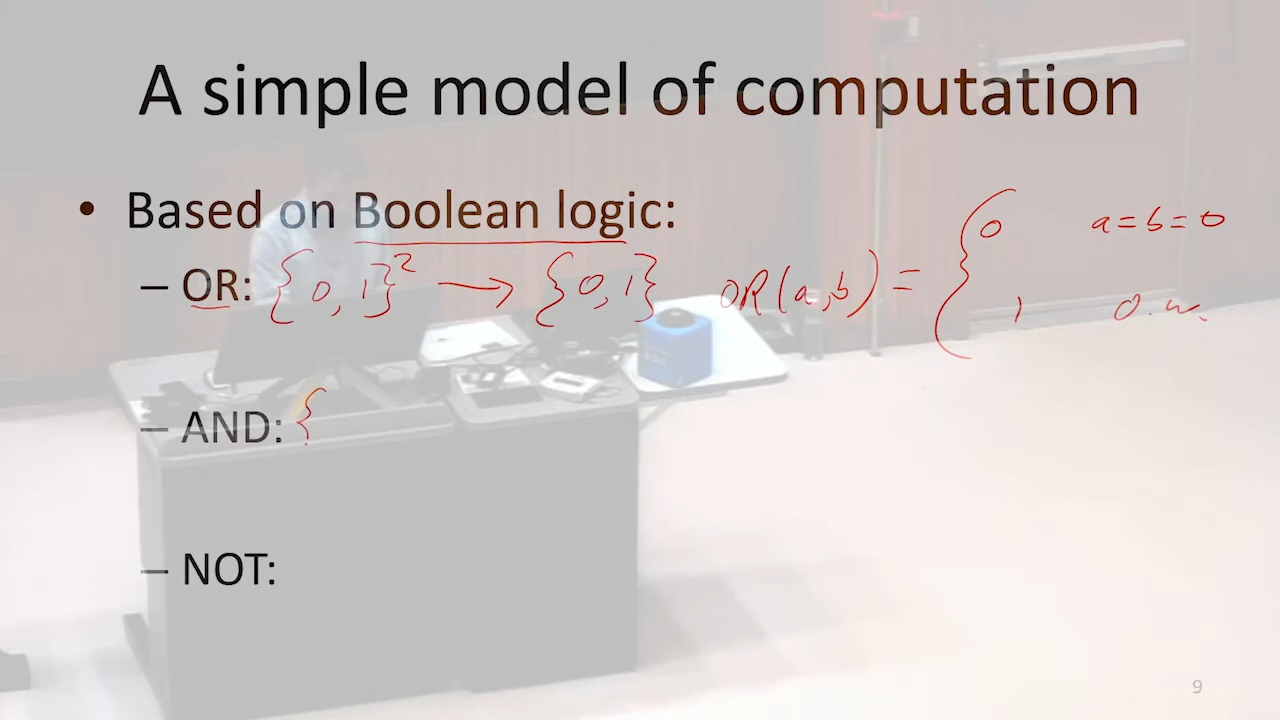 A simple model of computation
• Based on Boolean logic:
– OR: {0,1}² → {0,1} OR(a,b) = { 0 a=b=0
1 o.w.
– AND: {
– NOT:
9